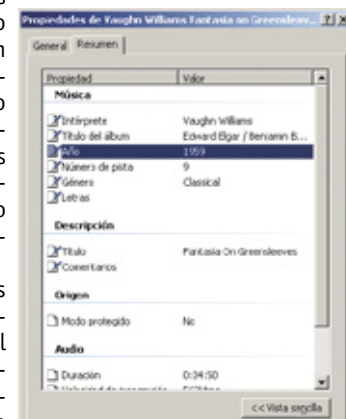 Propiedades de Vaughn Williams Fantasia on Greensleav...
General Resumen
Propiedad Valor
Música
Intérprete Vaughn Williams
Título del álbum Edward Elgar / Benjamin B...
Año 1959
Número de pista 9
Género Classical
Letras
Descripción
Título Fantasia On Greensleeves
Comentarios
Origen
Modo protegido No
Audio
Duración 0:04:50
<< Vista sencilla